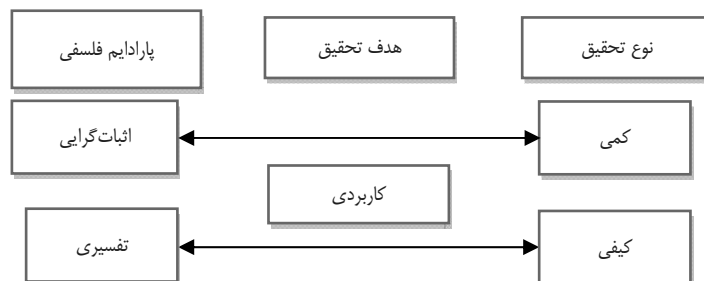 نوع تحقیق
هدف تحقیق
پارادایم فلسفی
کمی
اثبات‌گرایی
کاربردی
کیفی
تفسیری